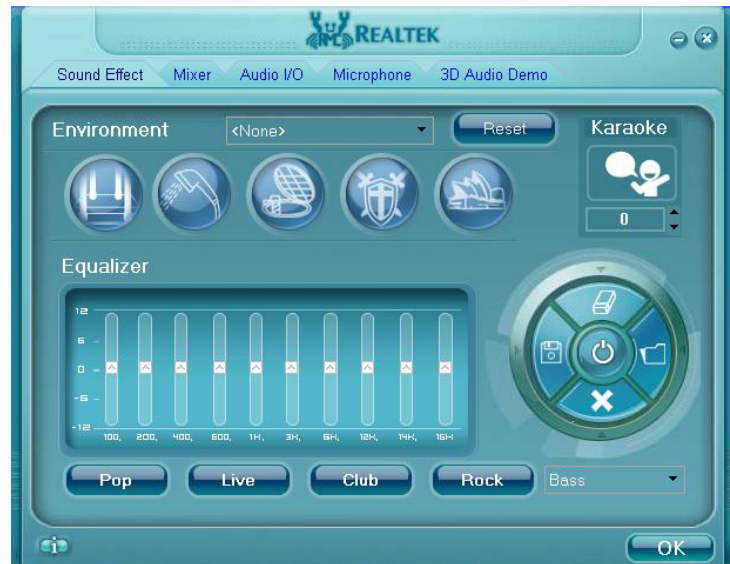 REALTEK
Sound Effect Mixer Audio I/O Microphone 3D Audio Demo
Environment <None> Reset Karaoke
0
Equalizer
12
6
0
-6
-12
100, 200, 400, 600, 1K, 3K, 6K, 12K, 14K, 16K
Pop Live Club Rock Bass
OK